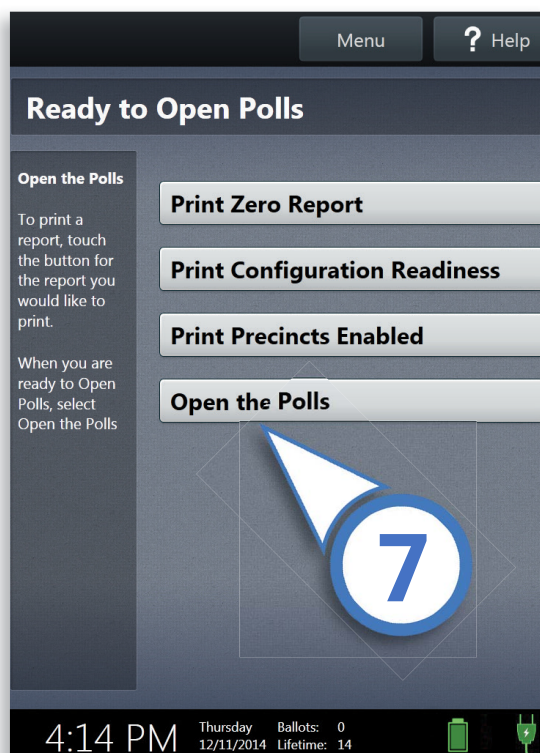 Menu
? Help
Ready to Open Polls
Open the Polls
To print a
report, touch
the button for
the report you
would like to
print.
When you are
ready to Open
Polls, select
Open the Polls
Print Zero Report
Print Configuration Readiness
Print Precincts Enabled
Open the Polls
7
4:14 PM
Thursday Ballots: 0
12/11/2014 Lifetime: 14